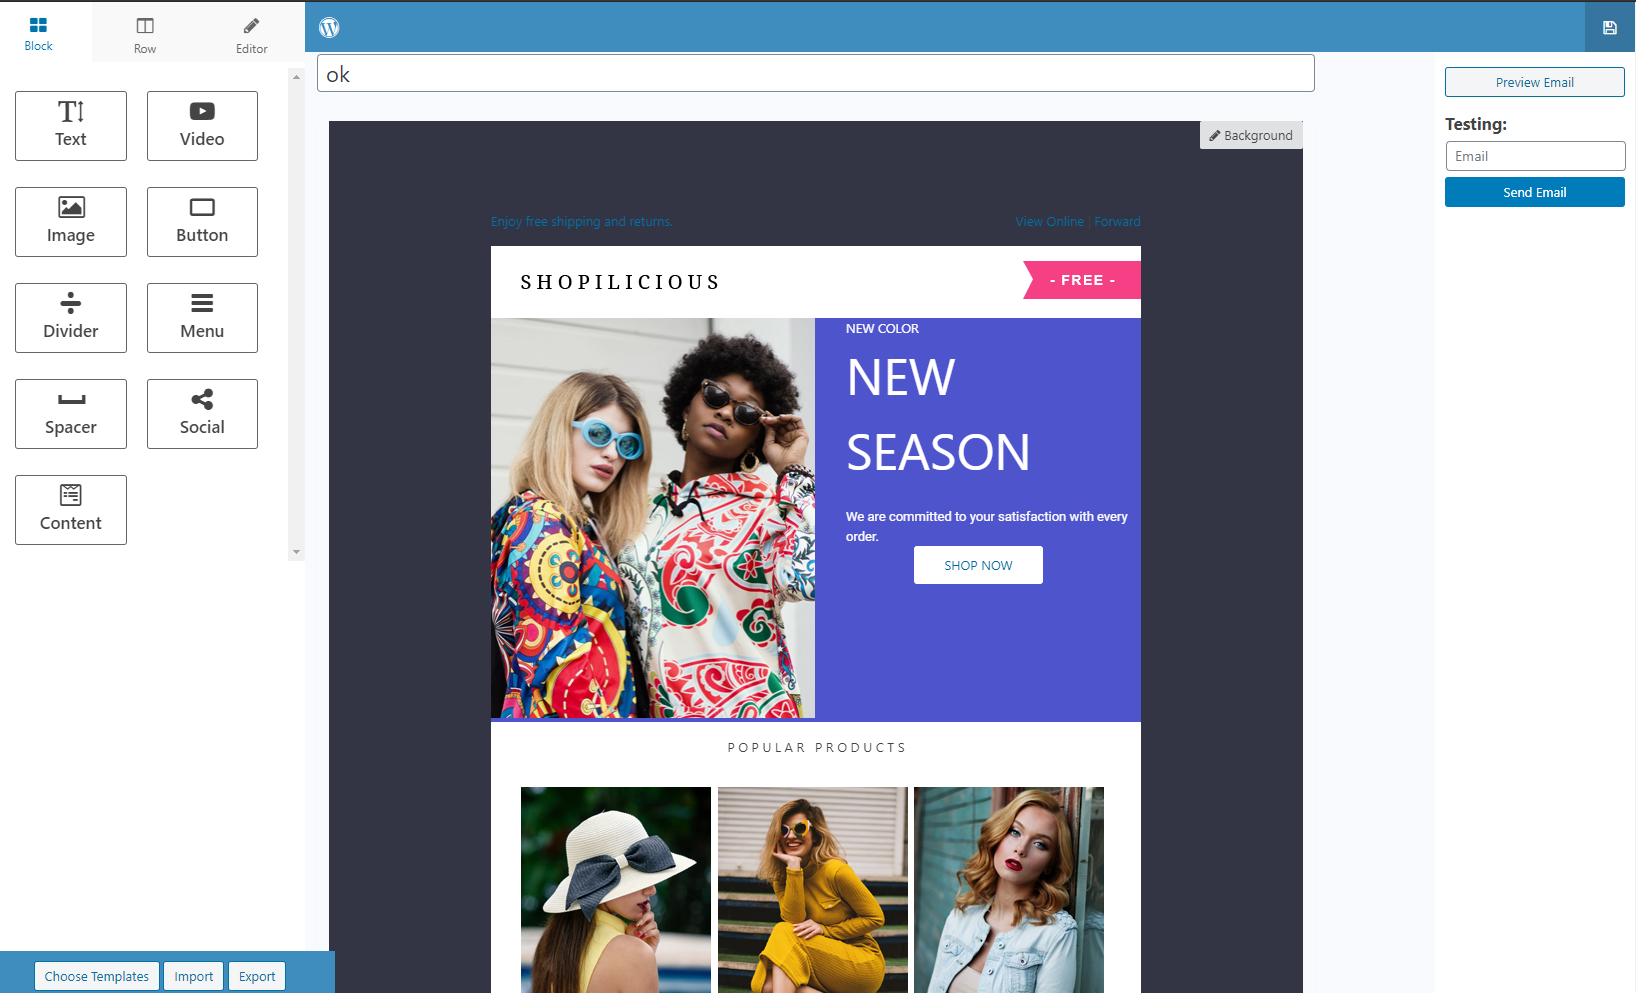 Block
Row
Editor
ok
Text
Video
Image
Button
Divider
Menu
Spacer
Social
Content
Choose Templates
Import
Export
Background
Enjoy free shipping and returns.
View Online | Forward
SHOPILICIOUS
- FREE -
NEW COLOR
NEW
SEASON
We are committed to your satisfaction with every
order.
SHOP NOW
POPULAR PRODUCTS
Preview Email
Testing:
Email
Send Email